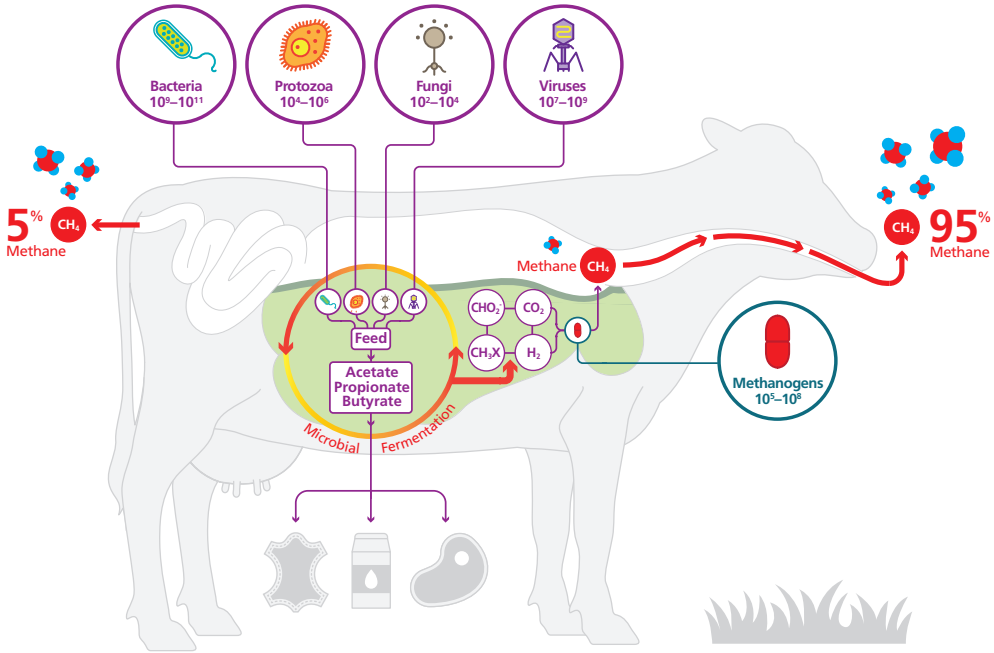 Bacteria
10⁹–10¹¹
Protozoa
10⁴–10⁶
Fungi
10²–10⁴
Viruses
10⁷–10⁹
5%
CH₄
Methane
CH₄
95%
Methane
Methane
CH₄
Feed
Acetate
Propionate
Butyrate
Microbial Fermentation
CHO₂⁻
CO₂
CH₃X
H₂
Methanogens
10⁵–10⁸